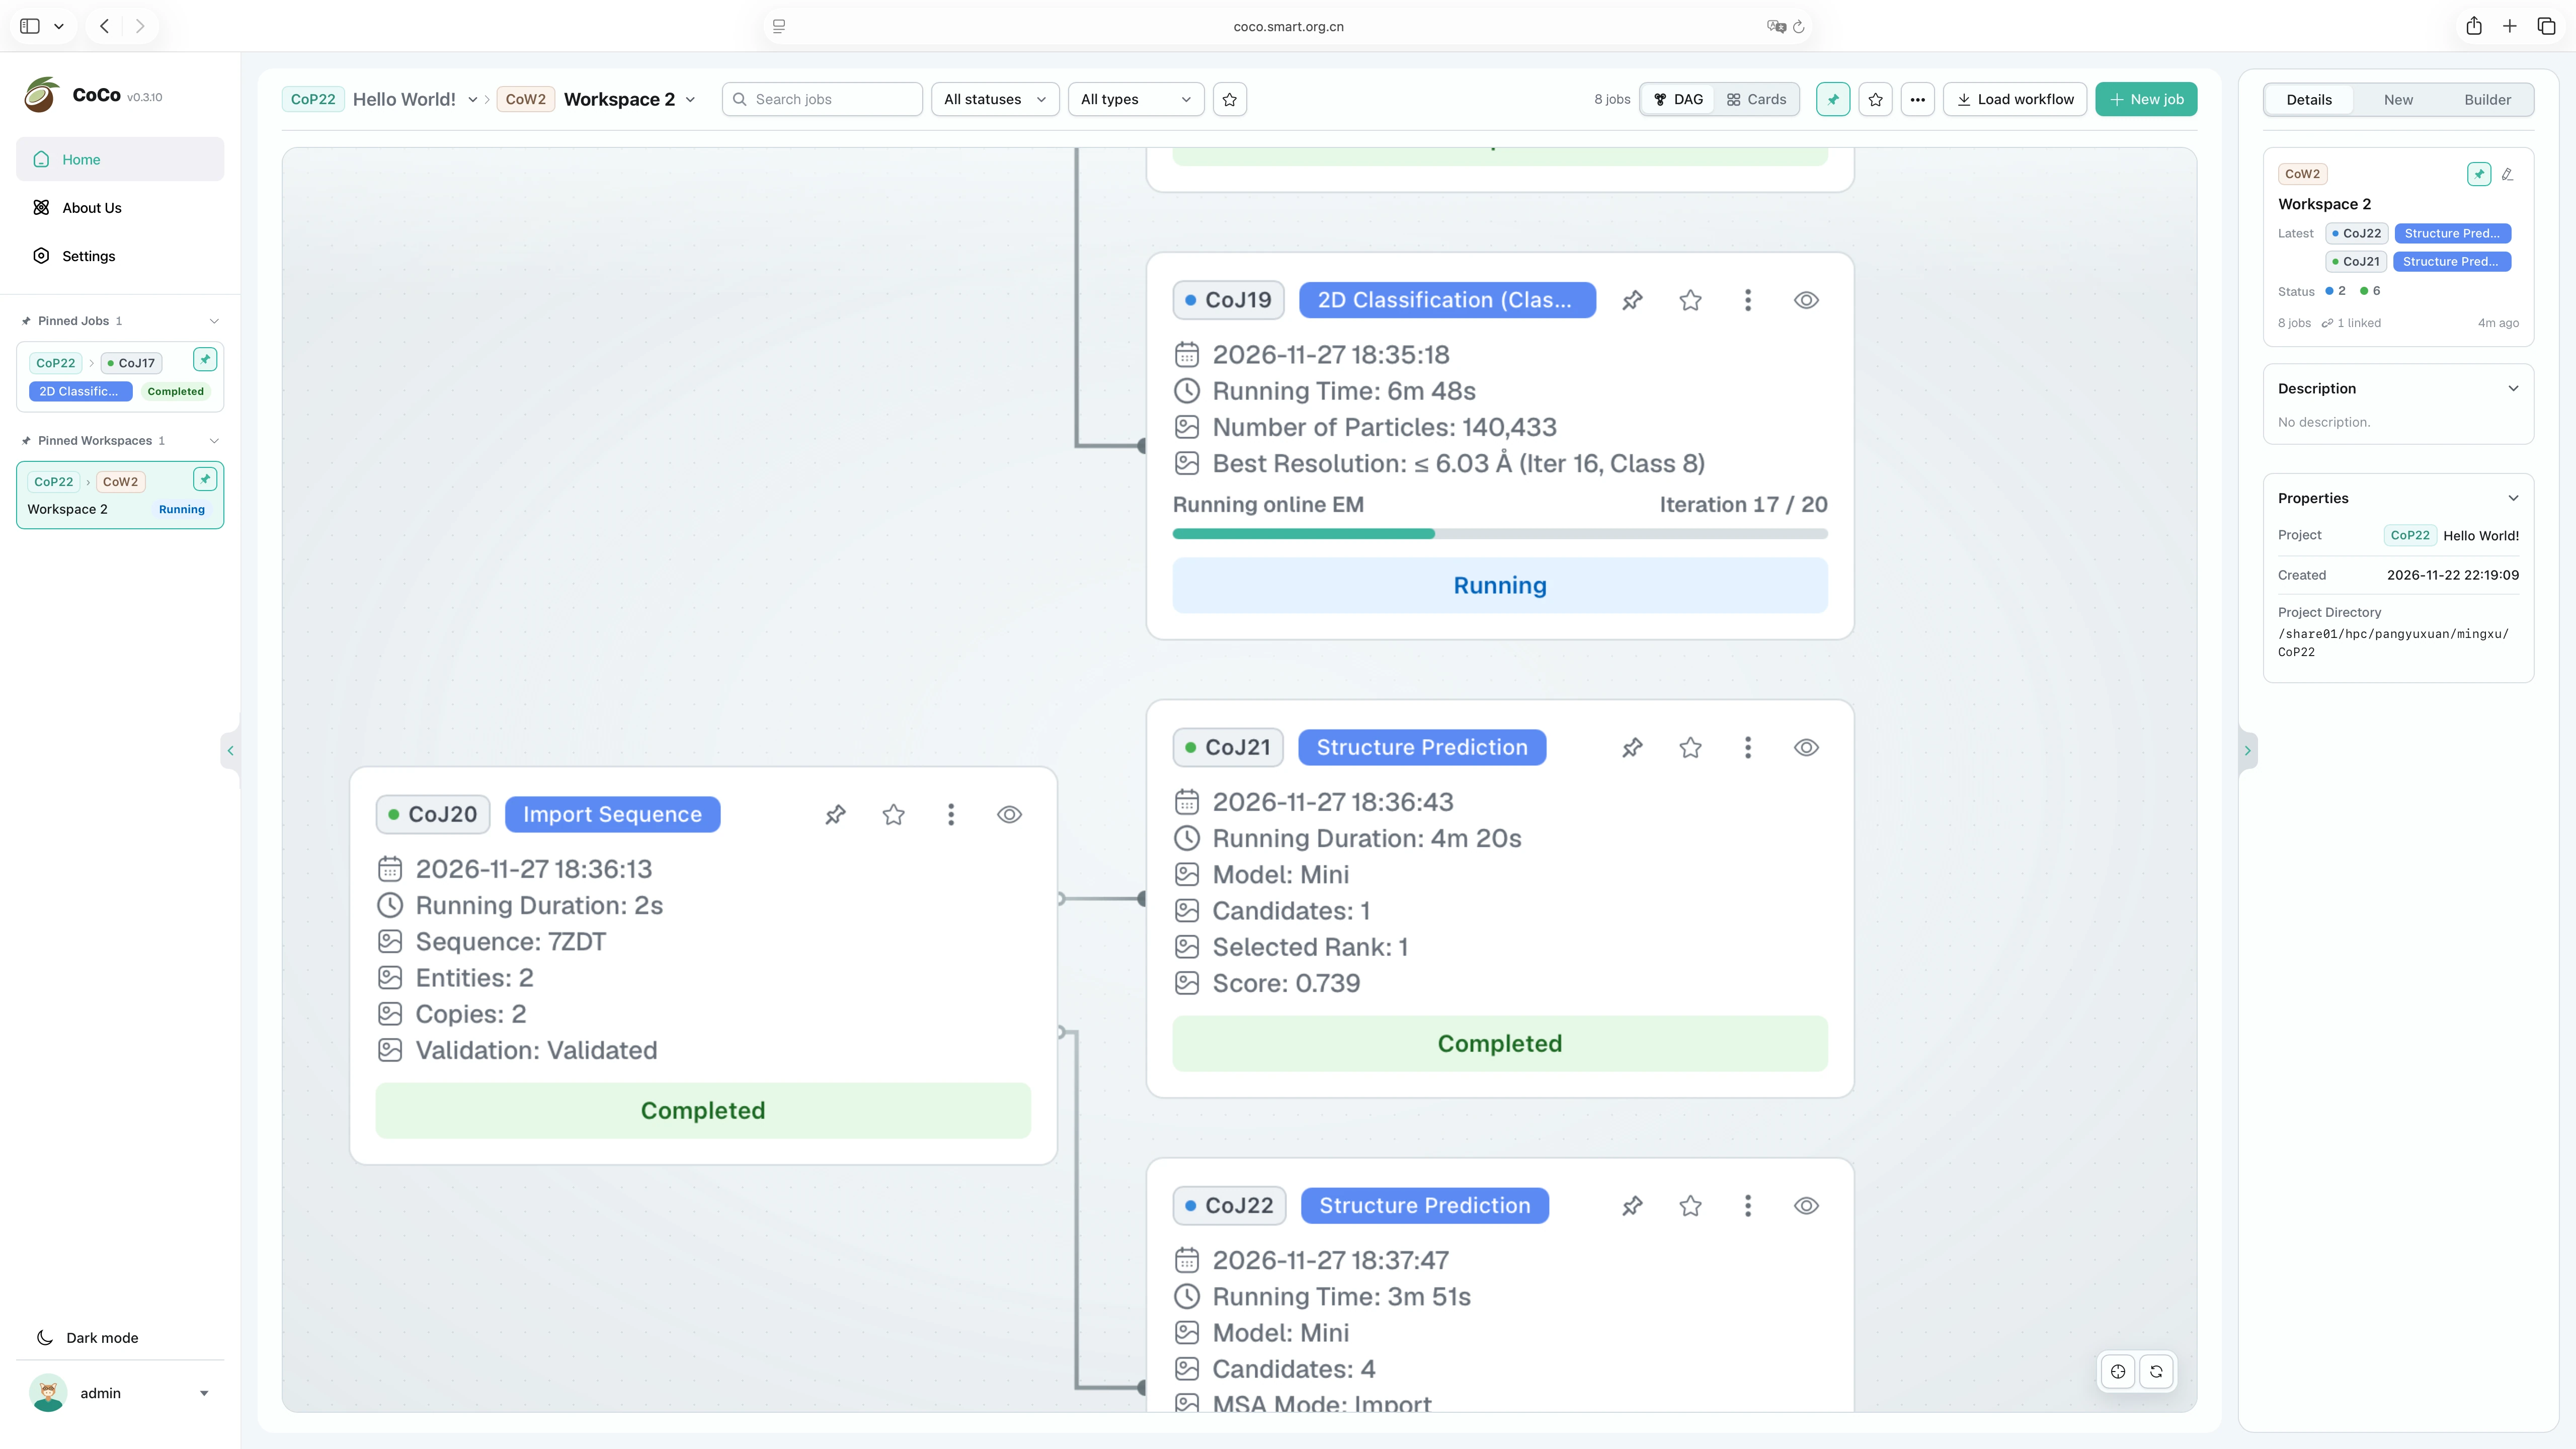 coco.smart.org.cn
CoCo v0.3.10
Home
About Us
Settings
Pinned Jobs 1
CoP22 > CoJ17
2D Classific... Completed
Pinned Workspaces 1
CoP22 > CoW2
Workspace 2 Running
Dark mode
admin
CoP22 Hello World! > CoW2 Workspace 2
Search jobs
All statuses
All types
8 jobs
DAG
Cards
Load workflow
+ New job
CoJ19 2D Classification (Clas...
2026-11-27 18:35:18
Running Time: 6m 48s
Number of Particles: 140,433
Best Resolution: ≤ 6.03 Å (Iter 16, Class 8)
Running online EM Iteration 17 / 20
Running
CoJ20 Import Sequence
2026-11-27 18:36:13
Running Duration: 2s
Sequence: 7ZDT
Entities: 2
Copies: 2
Validation: Validated
Completed
CoJ21 Structure Prediction
2026-11-27 18:36:43
Running Duration: 4m 20s
Model: Mini
Candidates: 1
Selected Rank: 1
Score: 0.739
Completed
CoJ22 Structure Prediction
2026-11-27 18:37:47
Running Time: 3m 51s
Model: Mini
Candidates: 4
MSA Mode: Import
Details New Builder
CoW2
Workspace 2
Latest CoJ22 Structure Pred...
CoJ21 Structure Pred...
Status 2 6
8 jobs 1 linked 4m ago
Description
No description.
Properties
Project CoP22 Hello World!
Created 2026-11-22 22:19:09
Project Directory
/share01/hpc/pangyuxuan/mingxu/
CoP22